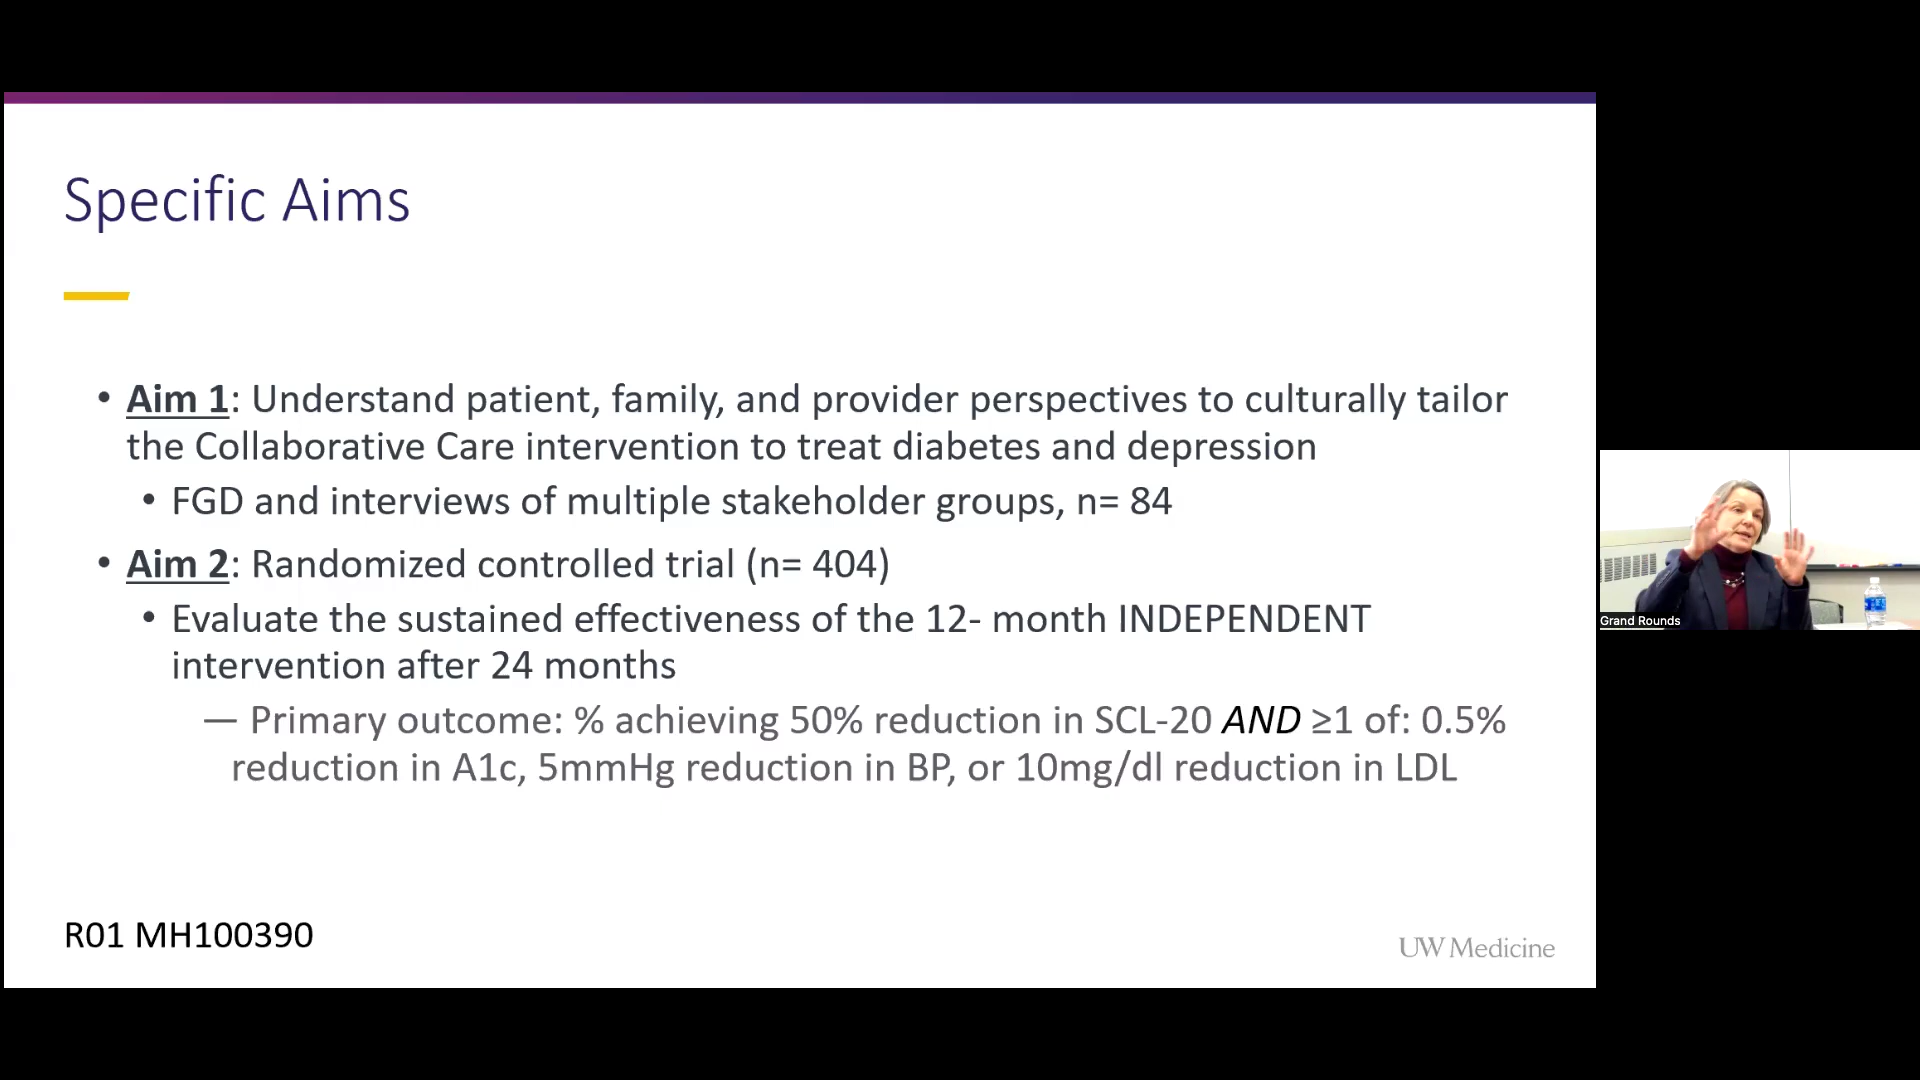 Specific Aims
• Aim 1: Understand patient, family, and provider perspectives to culturally tailor
the Collaborative Care intervention to treat diabetes and depression
• FGD and interviews of multiple stakeholder groups, n= 84
• Aim 2: Randomized controlled trial (n= 404)
• Evaluate the sustained effectiveness of the 12- month INDEPENDENT
intervention after 24 months
— Primary outcome: % achieving 50% reduction in SCL-20 AND ≥1 of: 0.5%
reduction in A1c, 5mmHg reduction in BP, or 10mg/dl reduction in LDL
R01 MH100390
UW Medicine
Grand Rounds